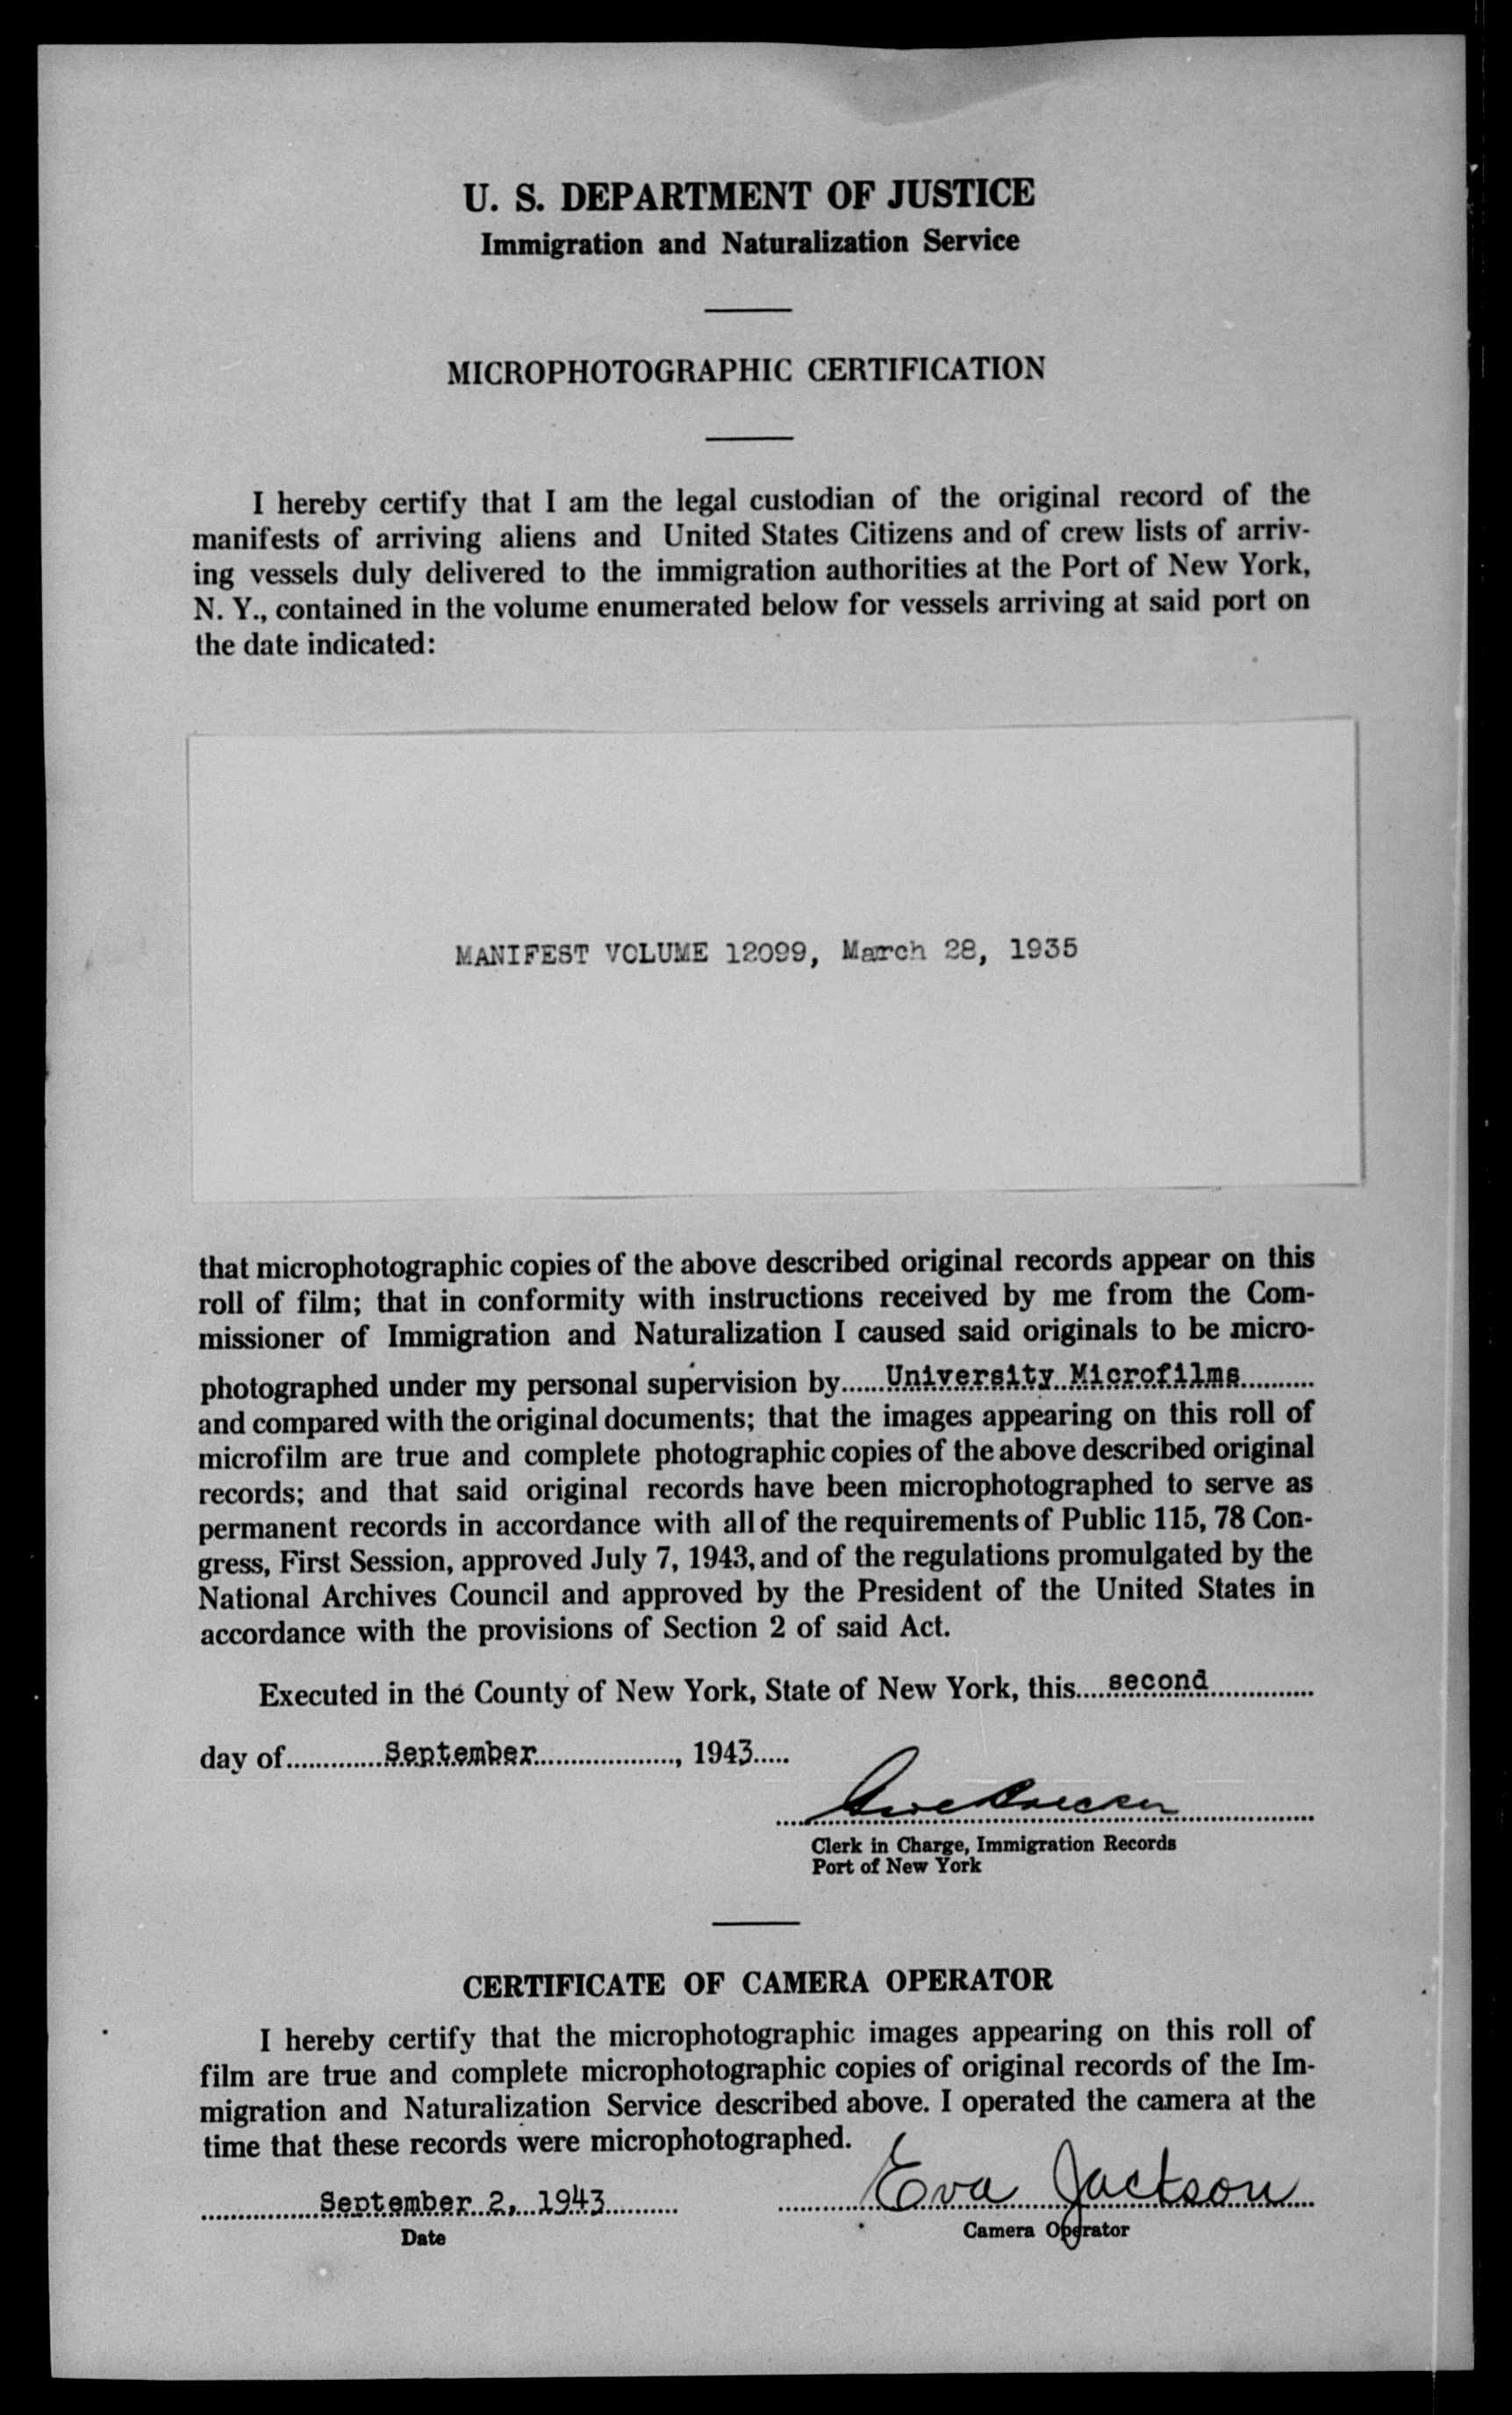 U. S. DEPARTMENT OF JUSTICE
Immigration and Naturalization Service
MICROPHOTOGRAPHIC CERTIFICATION
I hereby certify that I am the legal custodian of the original record of the
manifests of arriving aliens and United States Citizens and of crew lists of arriv-
ing vessels duly delivered to the immigration authorities at the Port of New York,
N. Y., contained in the volume enumerated below for vessels arriving at said port on
the date indicated:
MANIFEST VOLUME 12099, March 28, 1935
that microphotographic copies of the above described original records appear on this
roll of film; that in conformity with instructions received by me from the Com-
missioner of Immigration and Naturalization I caused said originals to be micro-
photographed under my personal supervision by......University Microfilms..........
and compared with the original documents; that the images appearing on this roll of
microfilm are true and complete photographic copies of the above described original
records; and that said original records have been microphotographed to serve as
permanent records in accordance with all of the requirements of Public 115, 78 Con-
gress, First Session, approved July 7, 1943, and of the regulations promulgated by the
National Archives Council and approved by the President of the United States in
accordance with the provisions of Section 2 of said Act.
Executed in the County of New York, State of New York, this....second..............
day of.............September..................., 1943.....
Clerk in Charge, Immigration Records
Port of New York
CERTIFICATE OF CAMERA OPERATOR
I hereby certify that the microphotographic images appearing on this roll of
film are true and complete microphotographic copies of original records of the Im-
migration and Naturalization Service described above. I operated the camera at the
time that these records were microphotographed.
................September 2, 1943.......... Eva Jackson
Date Camera Operator